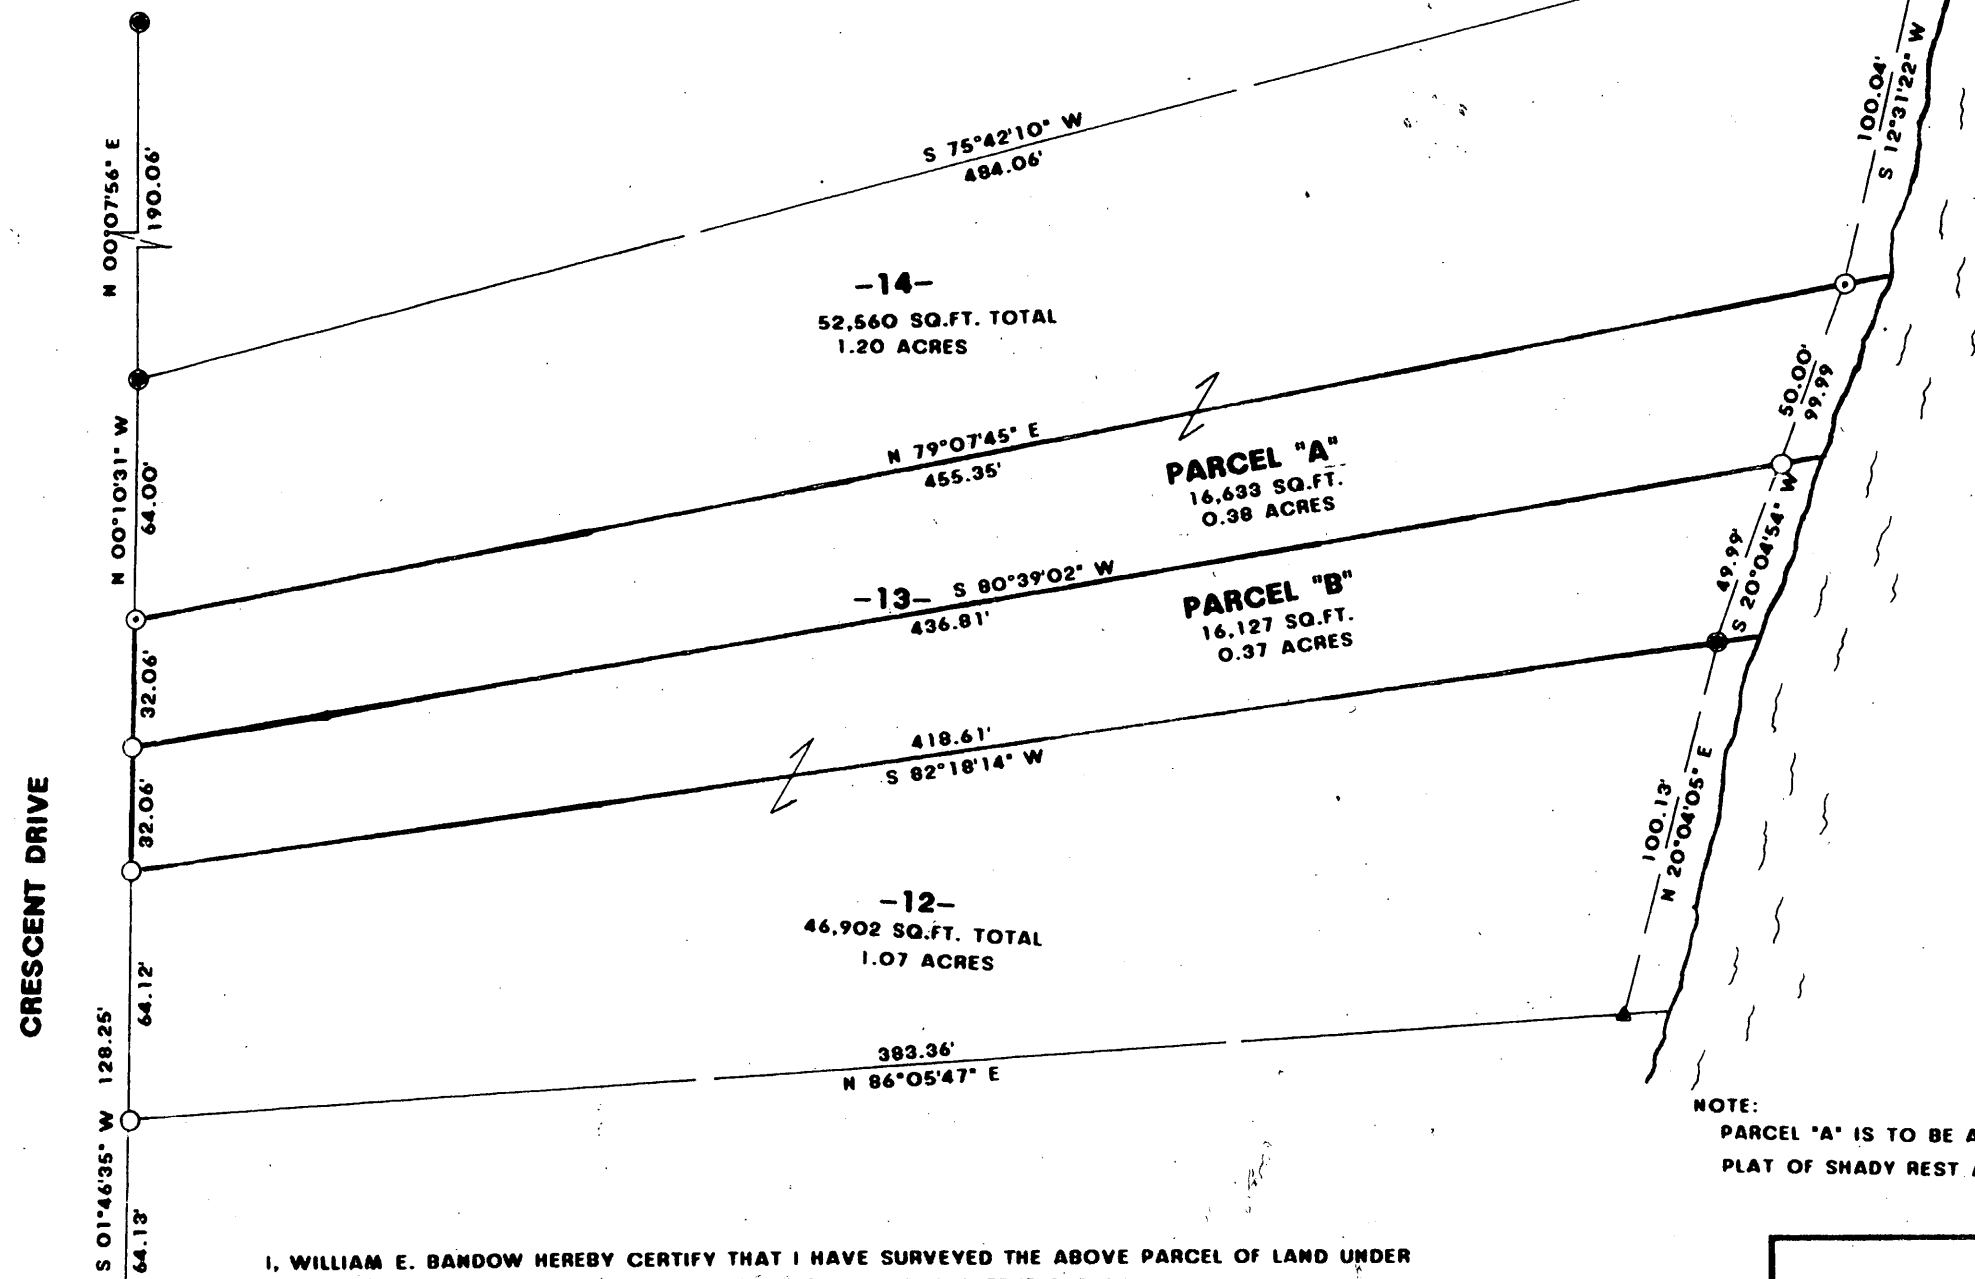 100.04'
S 12°31'22" W
S 75°42'10" W
484.06'
N 00°07'56" E
190.06'
-14-
52,560 SQ.FT. TOTAL
1.20 ACRES
50.00'
99.99
N 00°10'31" W
64.00'
N 79°07'45" E
455.35'
PARCEL "A"
16,633 SQ.FT.
0.38 ACRES
49.99'
S 20°04'54" W
-13-
S 80°39'02" W
436.81'
PARCEL "B"
16,127 SQ.FT.
0.37 ACRES
32.06'
32.06'
418.61'
S 82°18'14" W
100.13'
N 20°04'05" E
CRESCENT DRIVE
-12-
46,902 SQ.FT. TOTAL
1.07 ACRES
64.12'
S 01°46'35" W 128.25'
383.36'
N 86°05'47" E
64.13'
NOTE:
PARCEL "A" IS TO BE A
PLAT OF SHADY REST
I, WILLIAM E. BANDOW HEREBY CERTIFY THAT I HAVE SURVEYED THE ABOVE PARCEL OF LAND UNDER